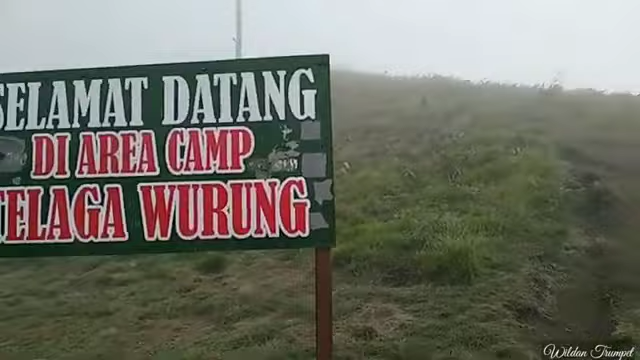 SELAMAT DATANG
DI AREA CAMP
TELAGA WURUNG
Wildan Trumpet